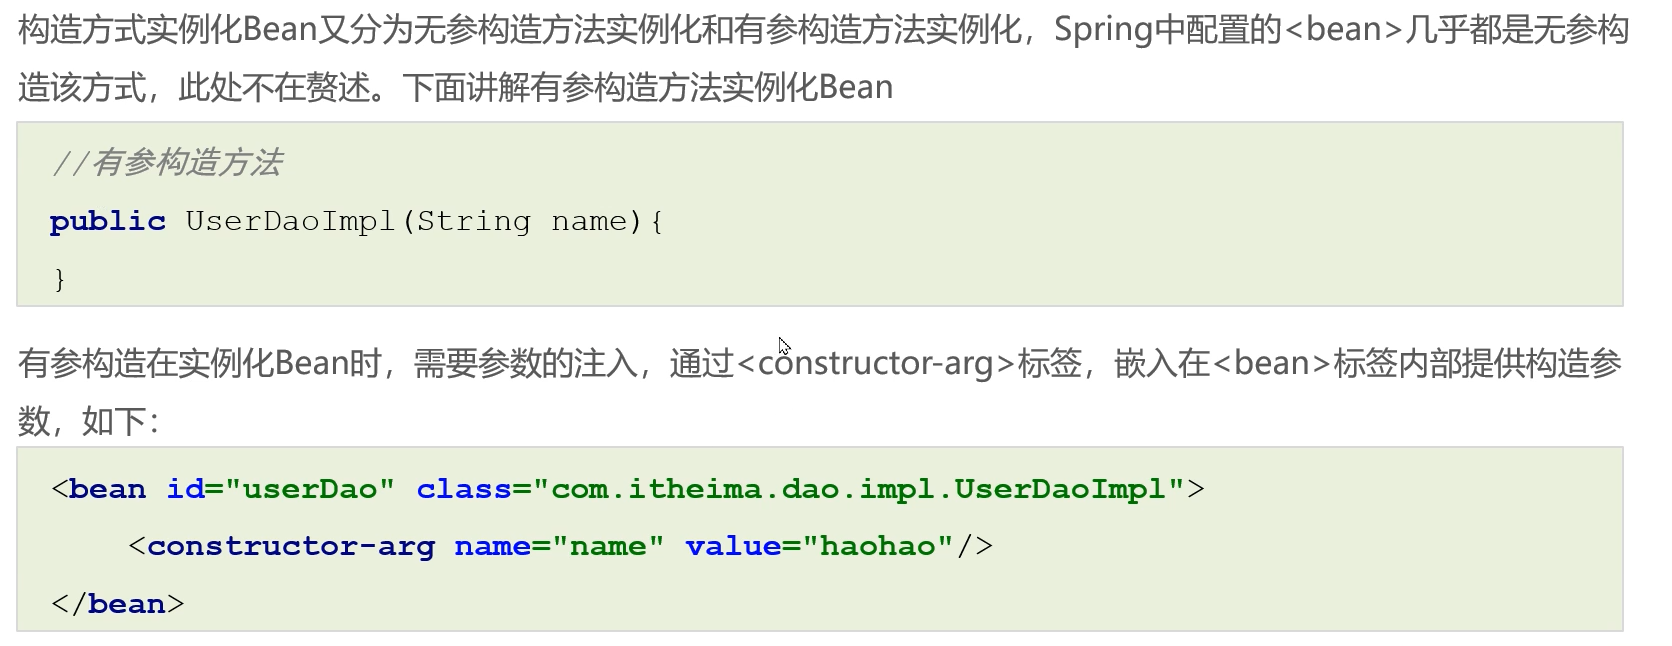 构造方式实例化Bean又分为无参构造方法实例化和有参构造方法实例化，Spring中配置的<bean>几乎都是无参构
造该方式，此处不在赘述。下面讲解有参构造方法实例化Bean
//有参构造方法
public UserDaoImpl(String name){
}
有参构造在实例化Bean时，需要参数的注入，通过<constructor-arg>标签，嵌入在<bean>标签内部提供构造参
数，如下：
<bean id="userDao" class="com.itheima.dao.impl.UserDaoImpl">
    <constructor-arg name="name" value="haohao"/>
</bean>